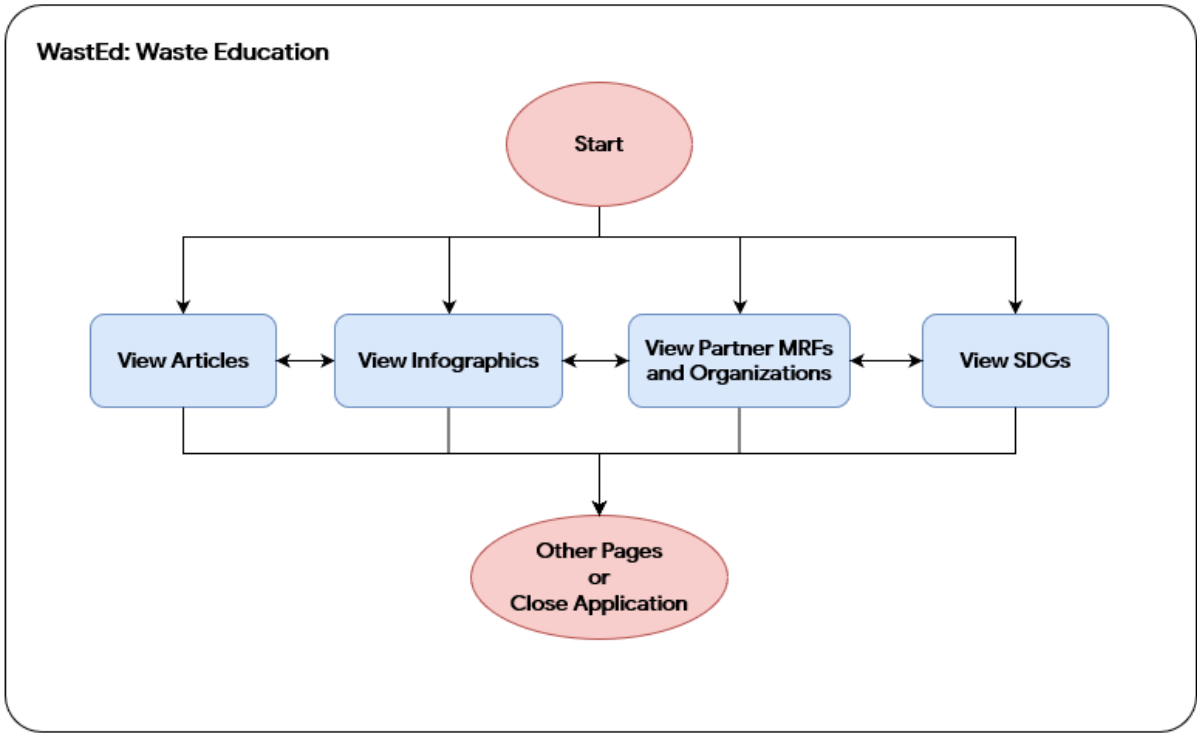 WastEd: Waste Education
Start
View Articles
View Infographics
View Partner MRFs
and Organizations
View SDGs
Other Pages
or
Close Application